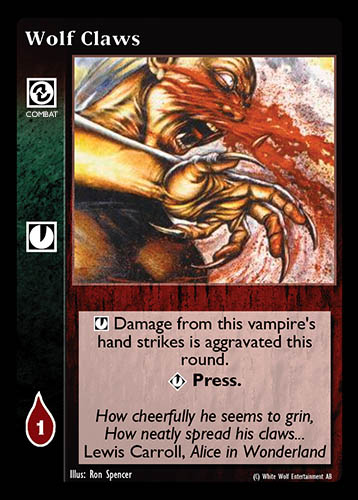 Wolf Claws
COMBAT
Damage from this vampire's
hand strikes is aggravated this
round.
Press.
How cheerfully he seems to grin,
How neatly spread his claws...
Lewis Carroll, Alice in Wonderland
1
Illus: Ron Spencer
(C) White Wolf Entertainment AB